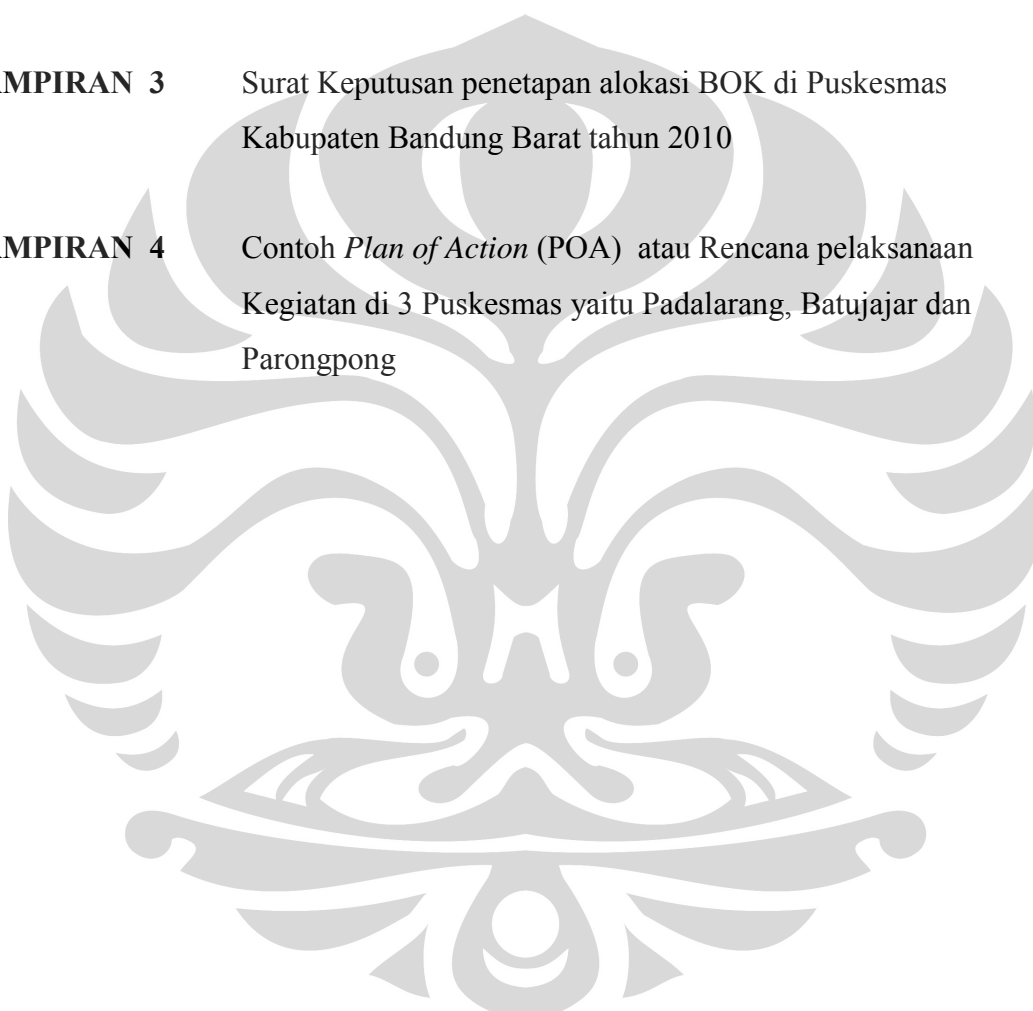 AMPIRAN 3 Surat Keputusan penetapan alokasi BOK di Puskesmas
Kabupaten Bandung Barat tahun 2010
AMPIRAN 4 Contoh Plan of Action (POA) atau Rencana pelaksanaan
Kegiatan di 3 Puskesmas yaitu Padalarang, Batujajar dan
Parongpong